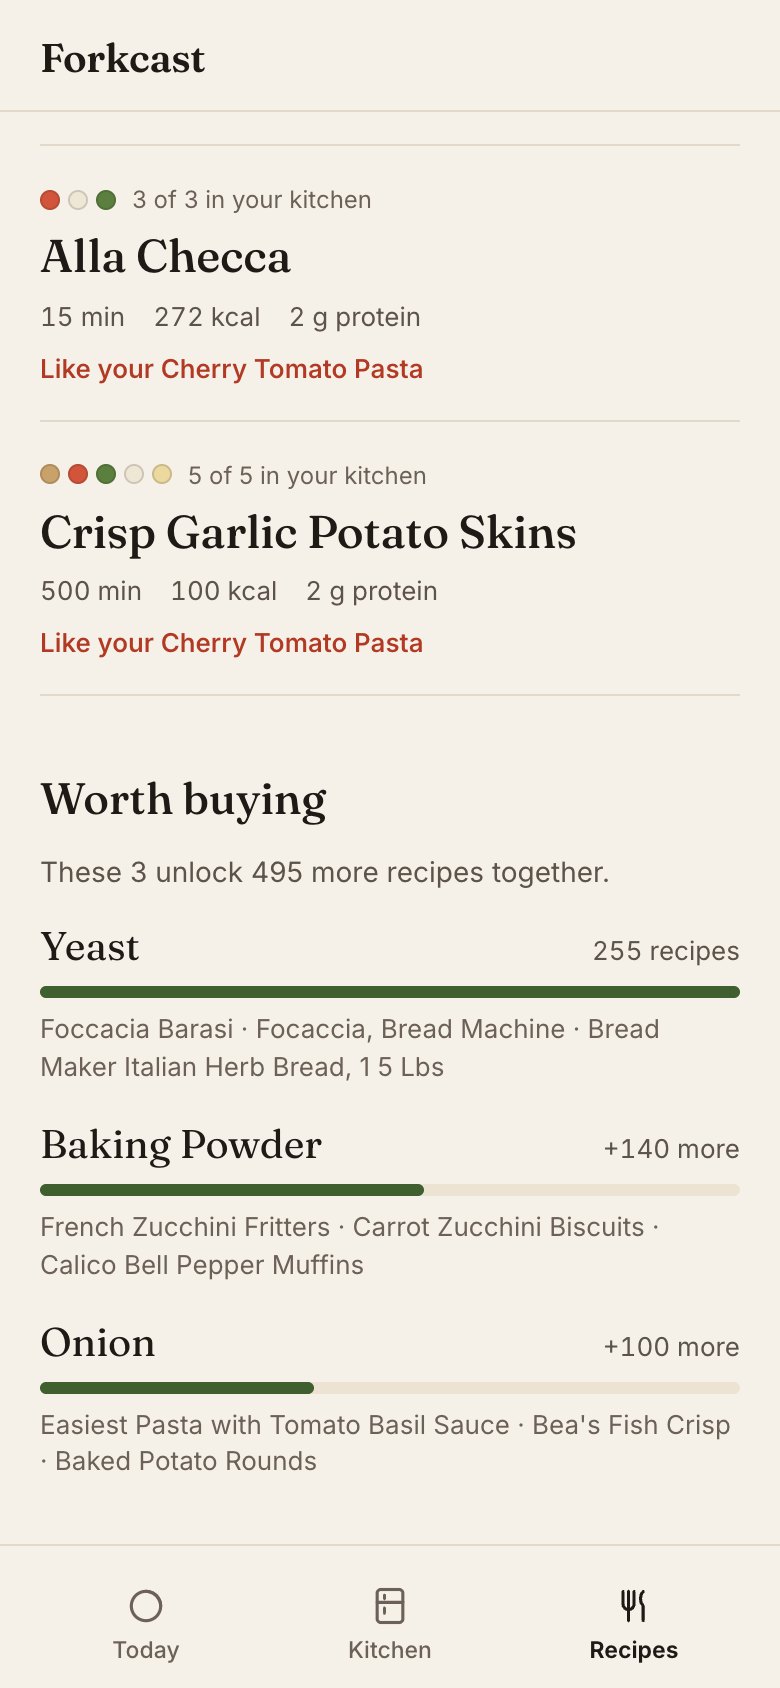 Forkcast
3 of 3 in your kitchen
Alla Checca
15 min 272 kcal 2 g protein
Like your Cherry Tomato Pasta
5 of 5 in your kitchen
Crisp Garlic Potato Skins
500 min 100 kcal 2 g protein
Like your Cherry Tomato Pasta
Worth buying
These 3 unlock 495 more recipes together.
Yeast 255 recipes
Foccacia Barasi · Focaccia, Bread Machine · Bread
Maker Italian Herb Bread, 1 5 Lbs
Baking Powder +140 more
French Zucchini Fritters · Carrot Zucchini Biscuits ·
Calico Bell Pepper Muffins
Onion +100 more
Easiest Pasta with Tomato Basil Sauce · Bea's Fish Crisp
· Baked Potato Rounds
Today Kitchen Recipes